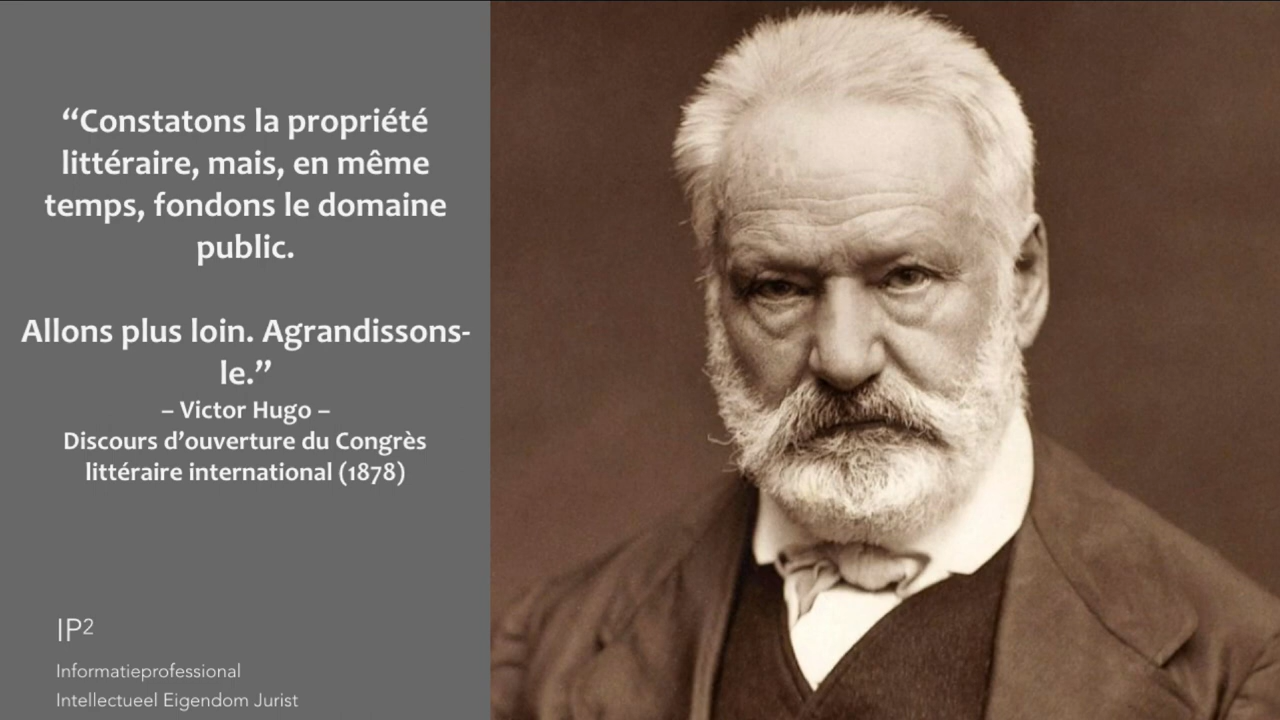 “Constatons la propriété
littéraire, mais, en même
temps, fondons le domaine
public.
Allons plus loin. Agrandissons-
le.”
– Victor Hugo –
Discours d’ouverture du Congrès
littéraire international (1878)
IP²
Informatieprofessional
Intellectueel Eigendom Jurist